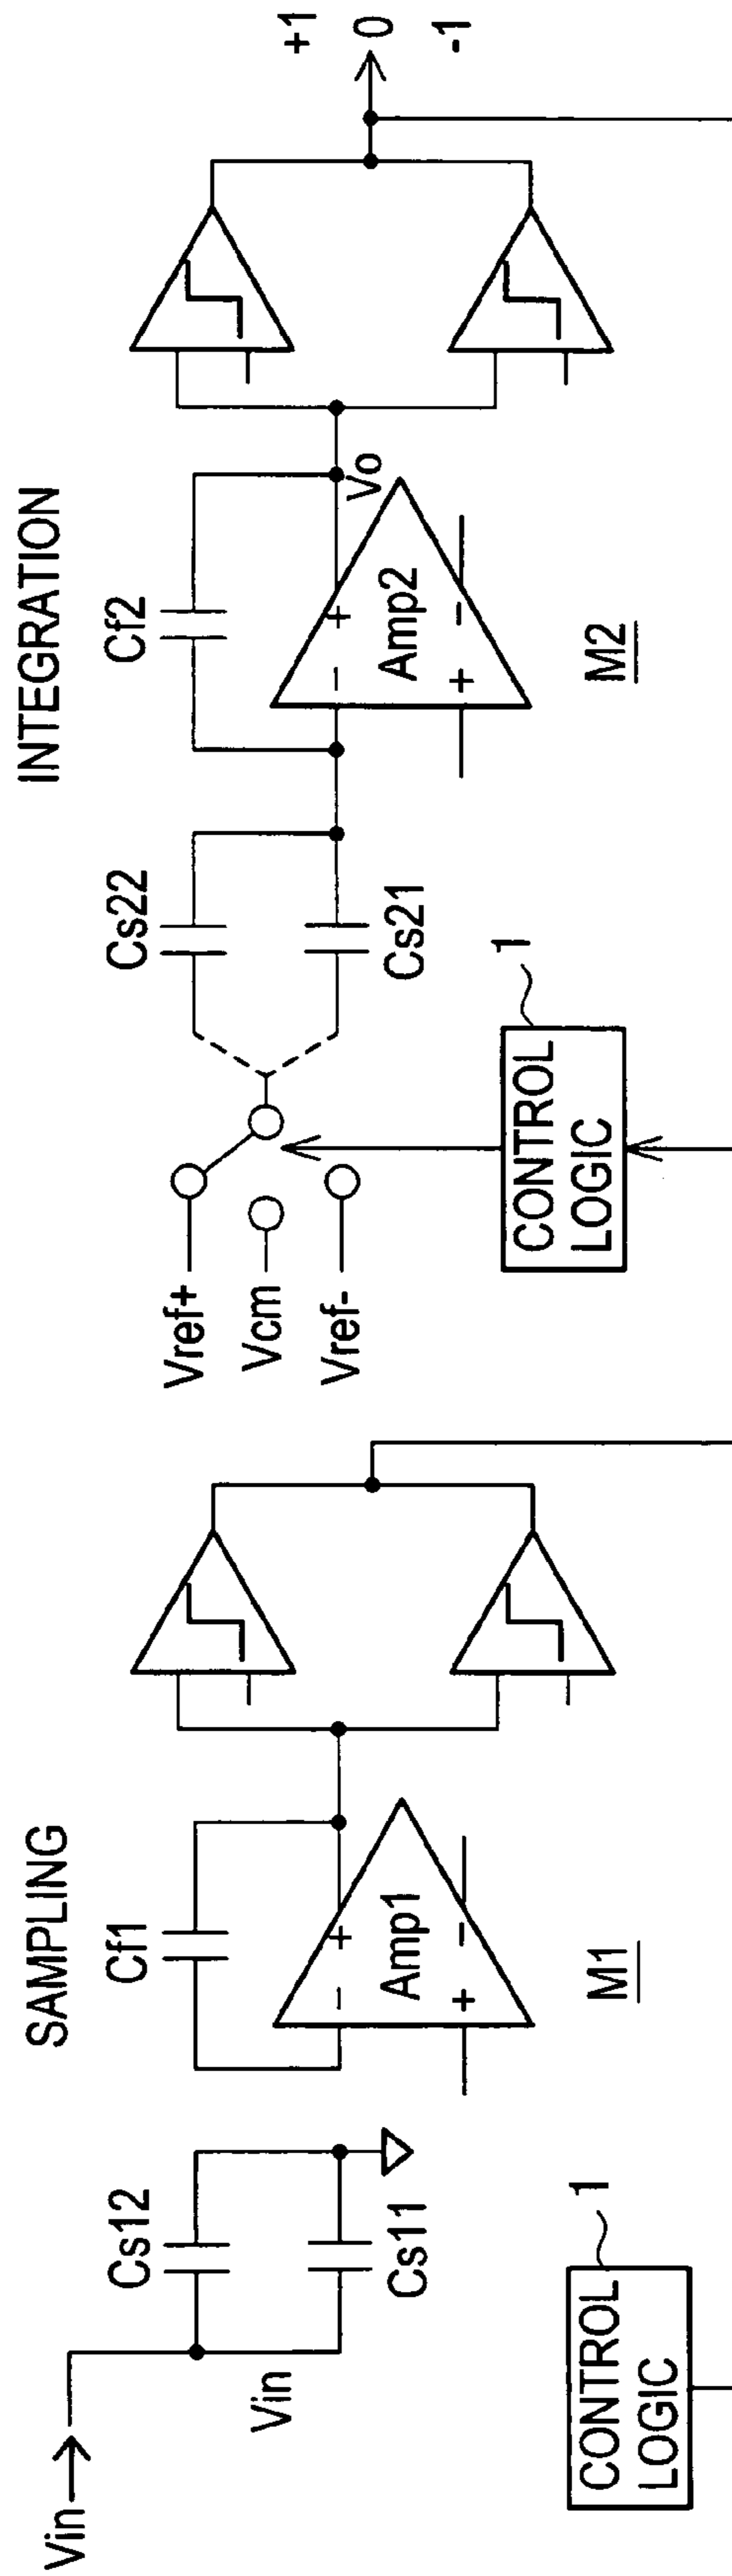 SAMPLING
Vin
Vin
Cs12
Cs11
Cf1
- +
Amp1
+ -
M1
CONTROL
LOGIC
1
INTEGRATION
Vref+
Vcm
Vref-
Cs22
Cs21
Cf2
- +
Amp2
+ -
Vo
M2
CONTROL
LOGIC
1
+1
0
-1